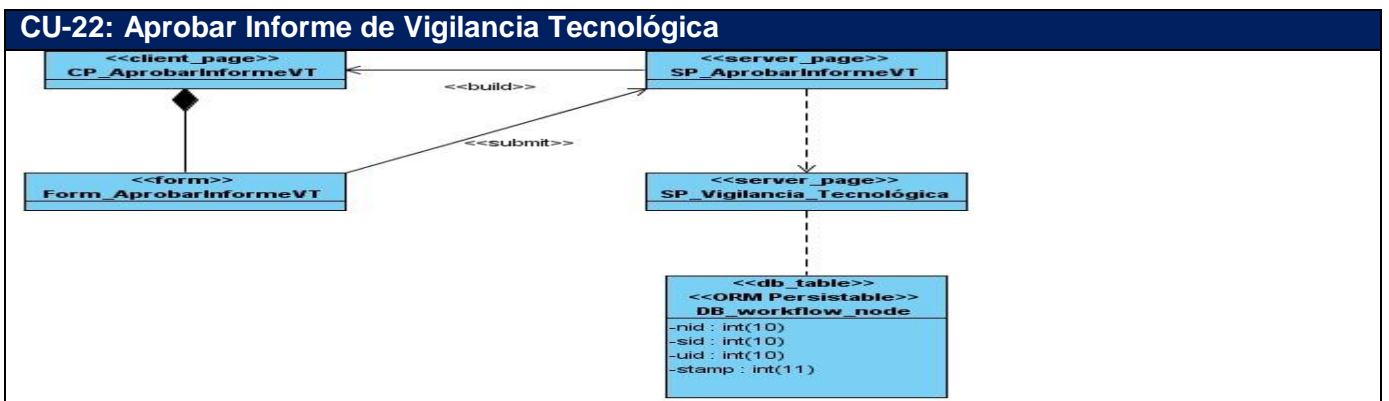 CU-22: Aprobar Informe de Vigilancia Tecnológica
<<client_page>>
CP_AprobarInformeVT
<<server_page>>
SP_AprobarInformeVT
<<build>>
<<submit>>
<<form>>
Form_AprobarInformeVT
<<server_page>>
SP_Vigilancia_Tecnológica
<<db_table>>
<<ORM Persistable>>
DB_workflow_node
-nid : int(10)
-sid : int(10)
-uid : int(10)
-stamp : int(11)